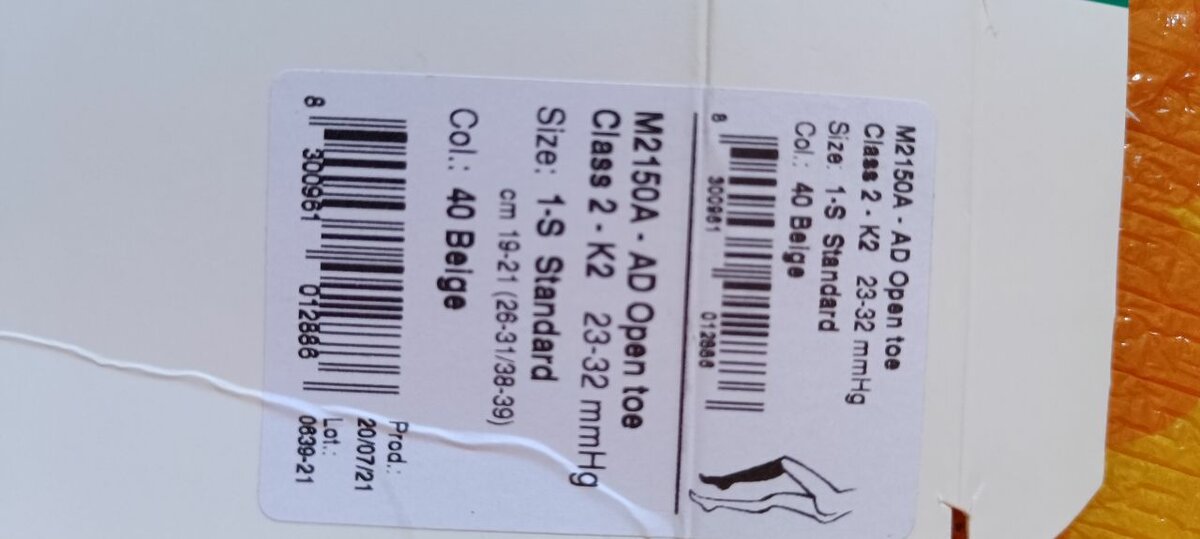 M2150A - AD Open toe
Class 2 - K2 23-32 mmHg
Size: 1-S Standard
Col.: 40 Beige
8 300961 012886
M2150A - AD Open toe
Class 2 - K2 23-32 mmHg
Size: 1-S Standard
cm 19-21 (26-31/38-39)
Col.: 40 Beige
8 300961 012886
Prod.:
20/07/21
Lot.:
0639-21